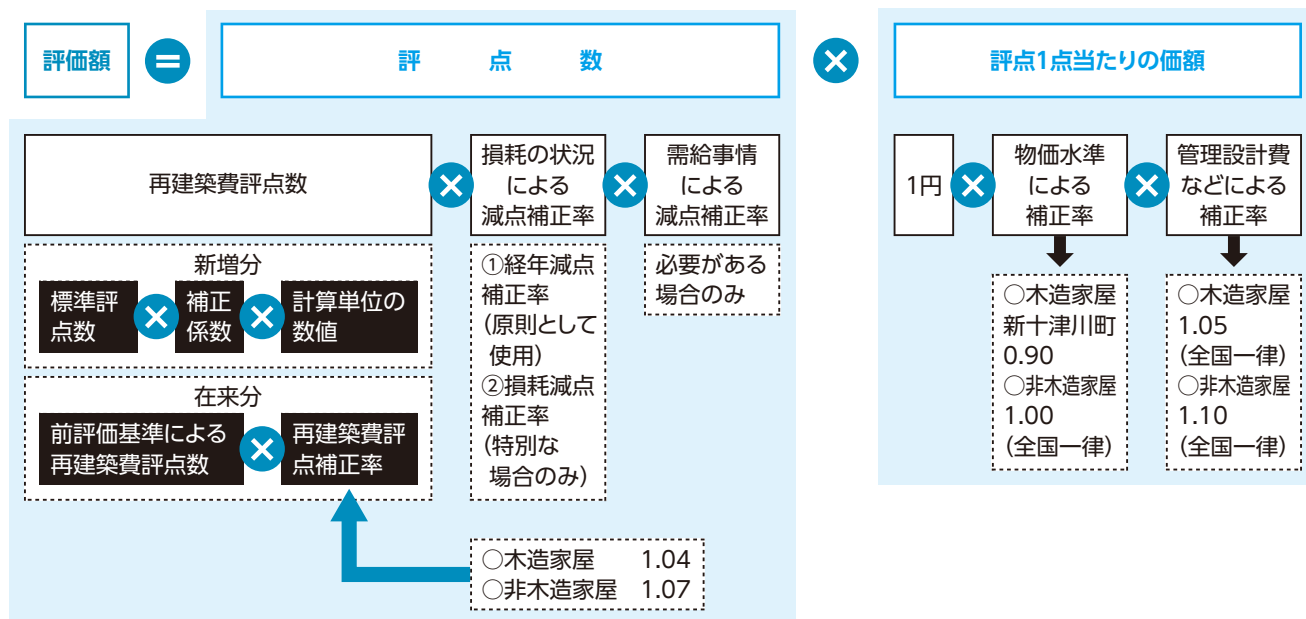 評価額
=
評点数
×
評点1点当たりの価額
再建築費評点数
×
損耗の状況
による
減点補正率
×
需給事情
による
減点補正率
1円
×
物価水準
による
補正率
×
管理設計費
などによる
補正率
新増分
標準評
点数
×
補正
係数
×
計算単位の
数値
在来分
前評価基準による
再建築費評点数
×
再建築費評
点補正率
①経年減点
補正率
(原則として
使用)
②損耗減点
補正率
(特別な
場合のみ)
必要がある
場合のみ
○木造家屋
新十津川町
0.90
○非木造家屋
1.00
(全国一律)
○木造家屋
1.05
(全国一律)
○非木造家屋
1.10
(全国一律)
○木造家屋 1.04
○非木造家屋 1.07